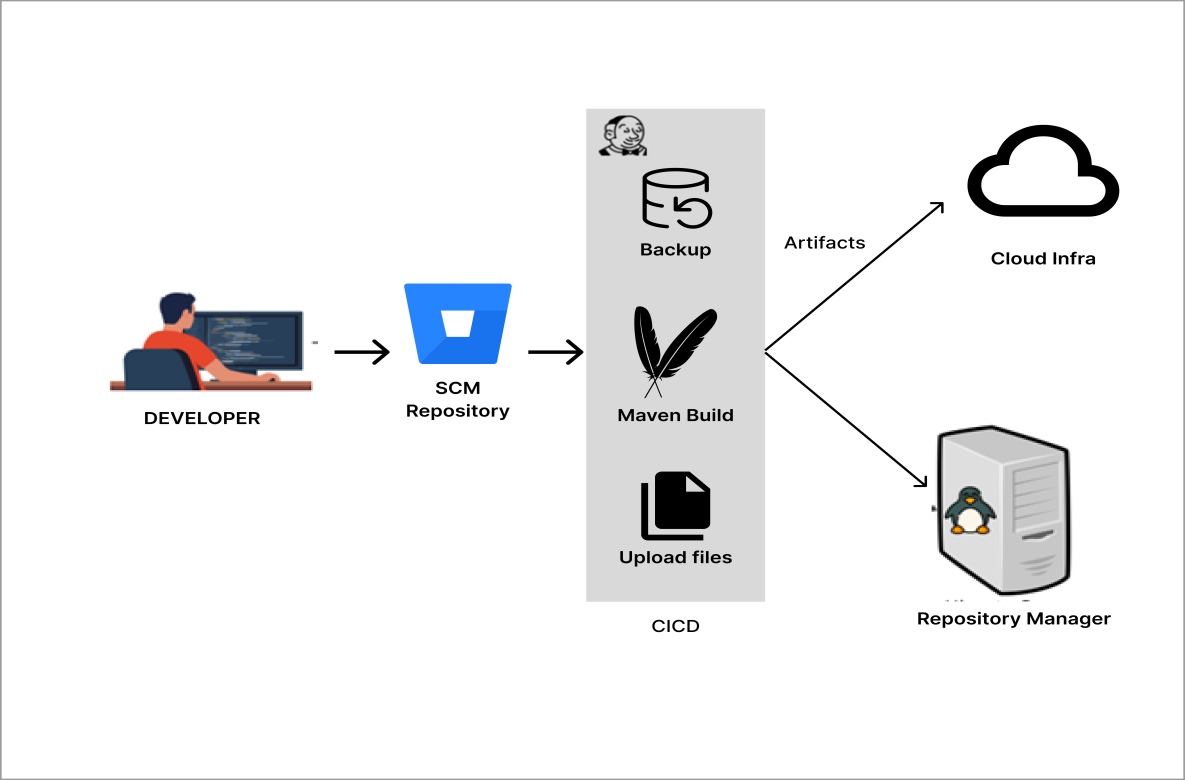 DEVELOPER
SCM
Repository
Backup
Maven Build
Upload files
CICD
Artifacts
Cloud Infra
Repository Manager